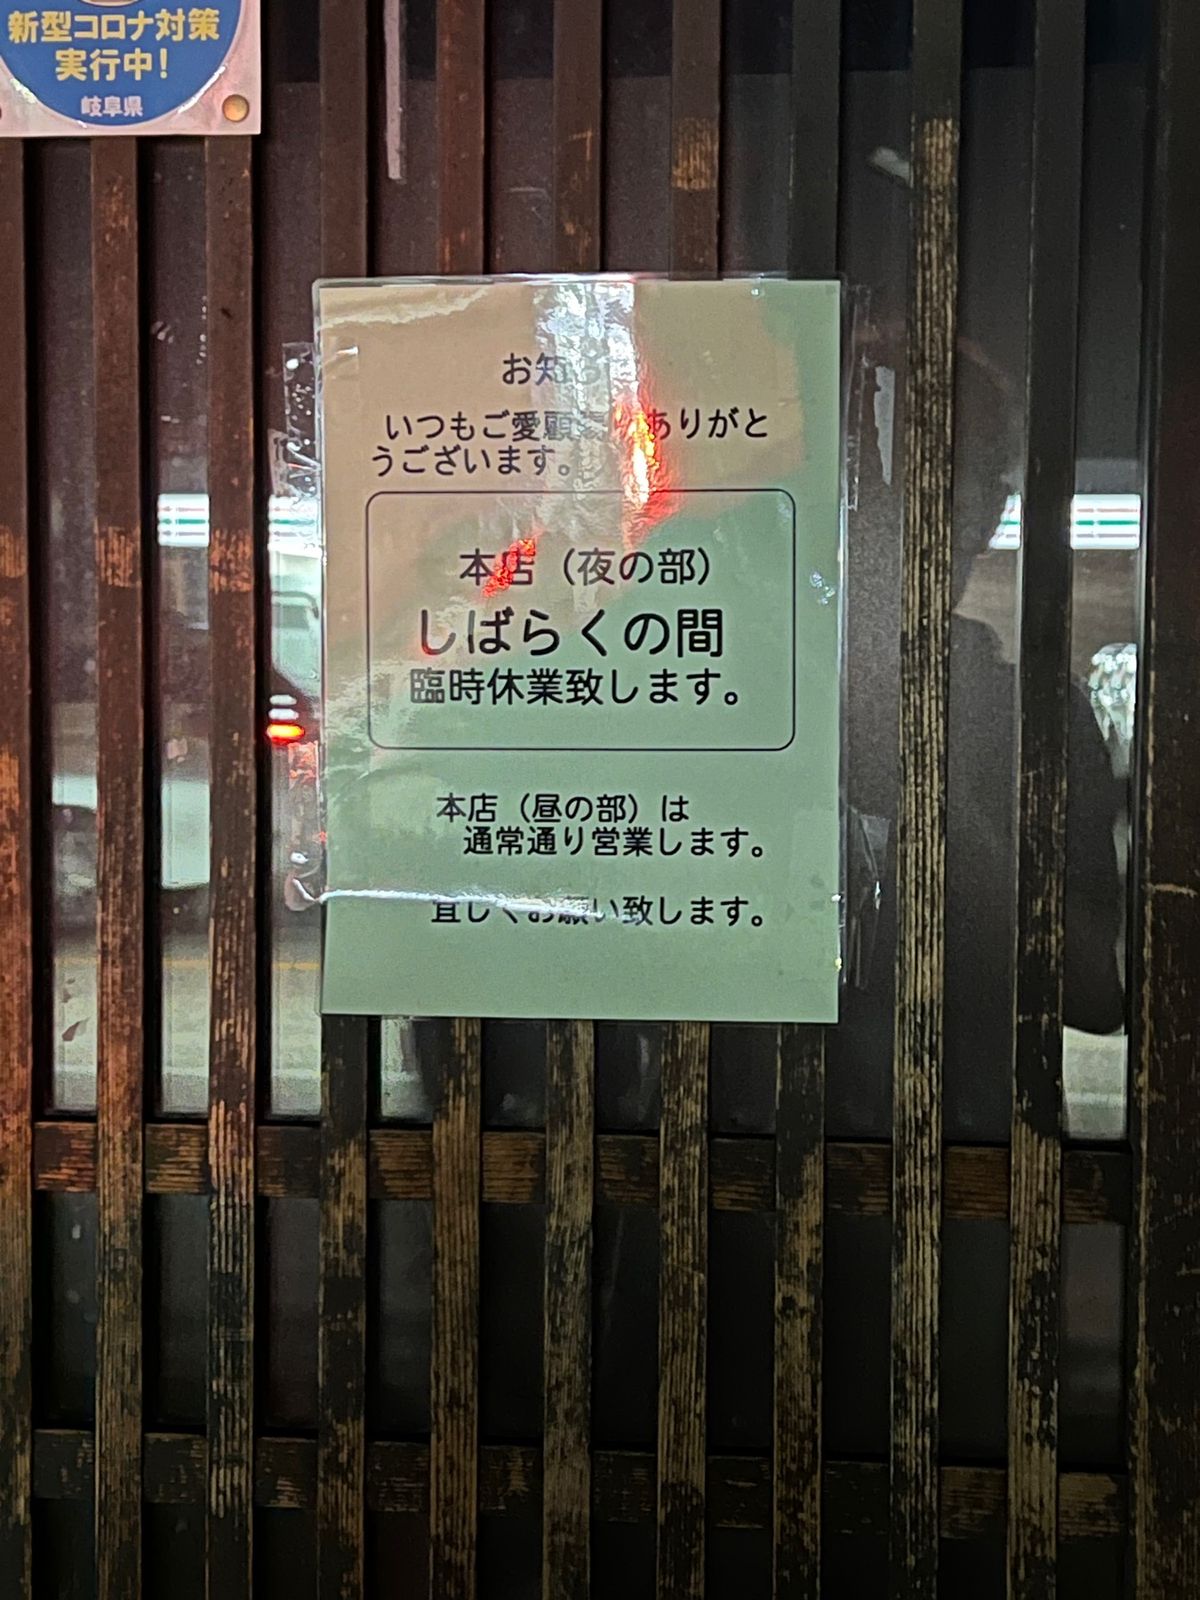 新型コロナ対策
実行中!
岐阜県
お知ら
いつもご愛顧 ありがと
うございます。
本店（夜の部）
しばらくの間
臨時休業致します。
本店（昼の部）は
通常通り営業します。
宜しくお願い致します。